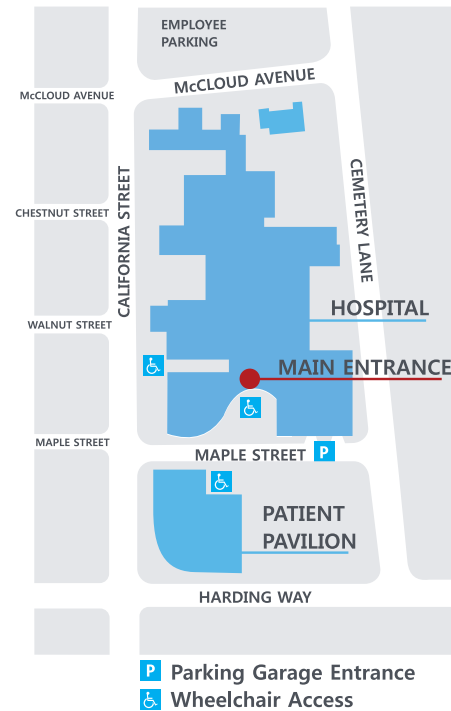 EMPLOYEE
PARKING
McCLOUD AVENUE
McCLOUD AVENUE
CEMETERY LANE
CALIFORNIA STREET
CHESTNUT STREET
HOSPITAL
WALNUT STREET
MAIN ENTRANCE
MAPLE STREET
MAPLE STREET
P
PATIENT
PAVILION
HARDING WAY
P Parking Garage Entrance
Wheelchair Access